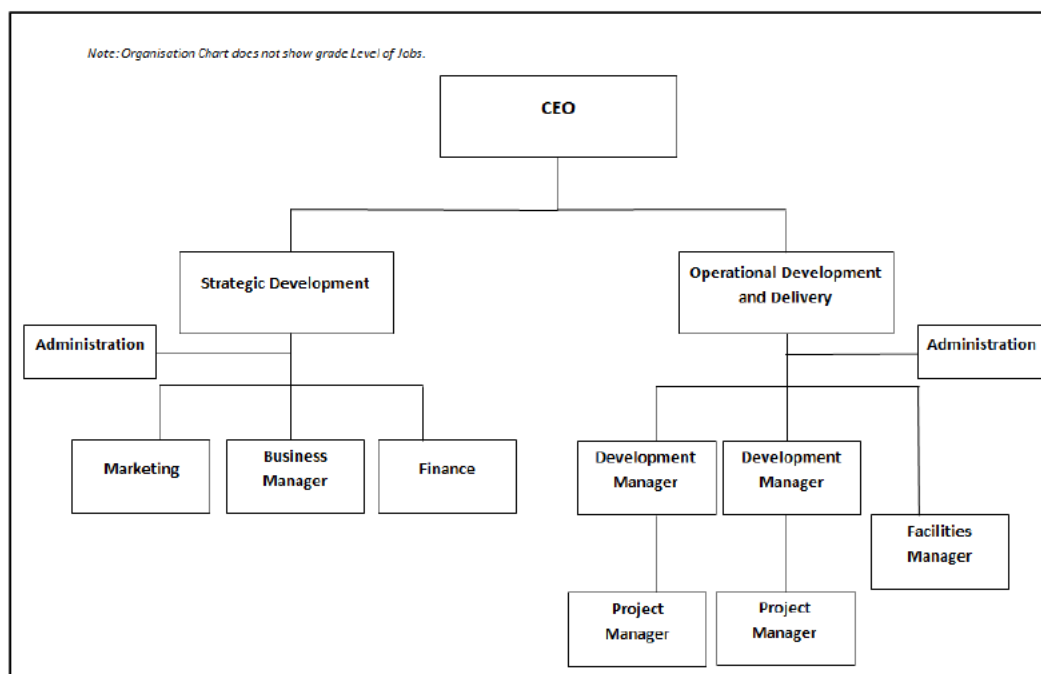 Note: Organisation Chart does not show grade Level of Jobs.
CEO
Strategic Development
Operational Development
and Delivery
Administration
Administration
Marketing
Business
Manager
Finance
Development
Manager
Development
Manager
Facilities
Manager
Project
Manager
Project
Manager